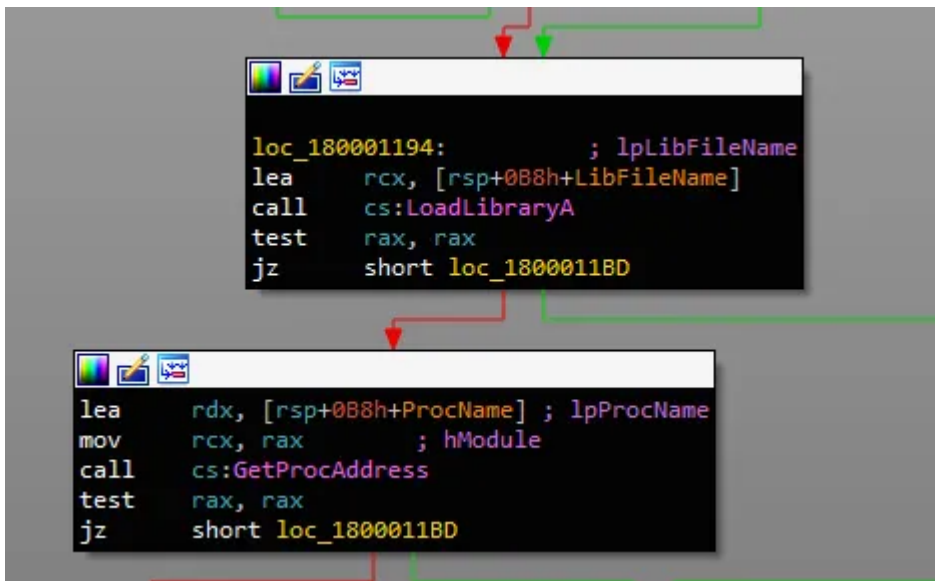 loc_180001194: ; lpLibFileName
lea rcx, [rsp+0B8h+LibFileName]
call cs:LoadLibraryA
test rax, rax
jz short loc_1800011BD
lea rdx, [rsp+0B8h+ProcName] ; lpProcName
mov rcx, rax ; hModule
call cs:GetProcAddress
test rax, rax
jz short loc_1800011BD